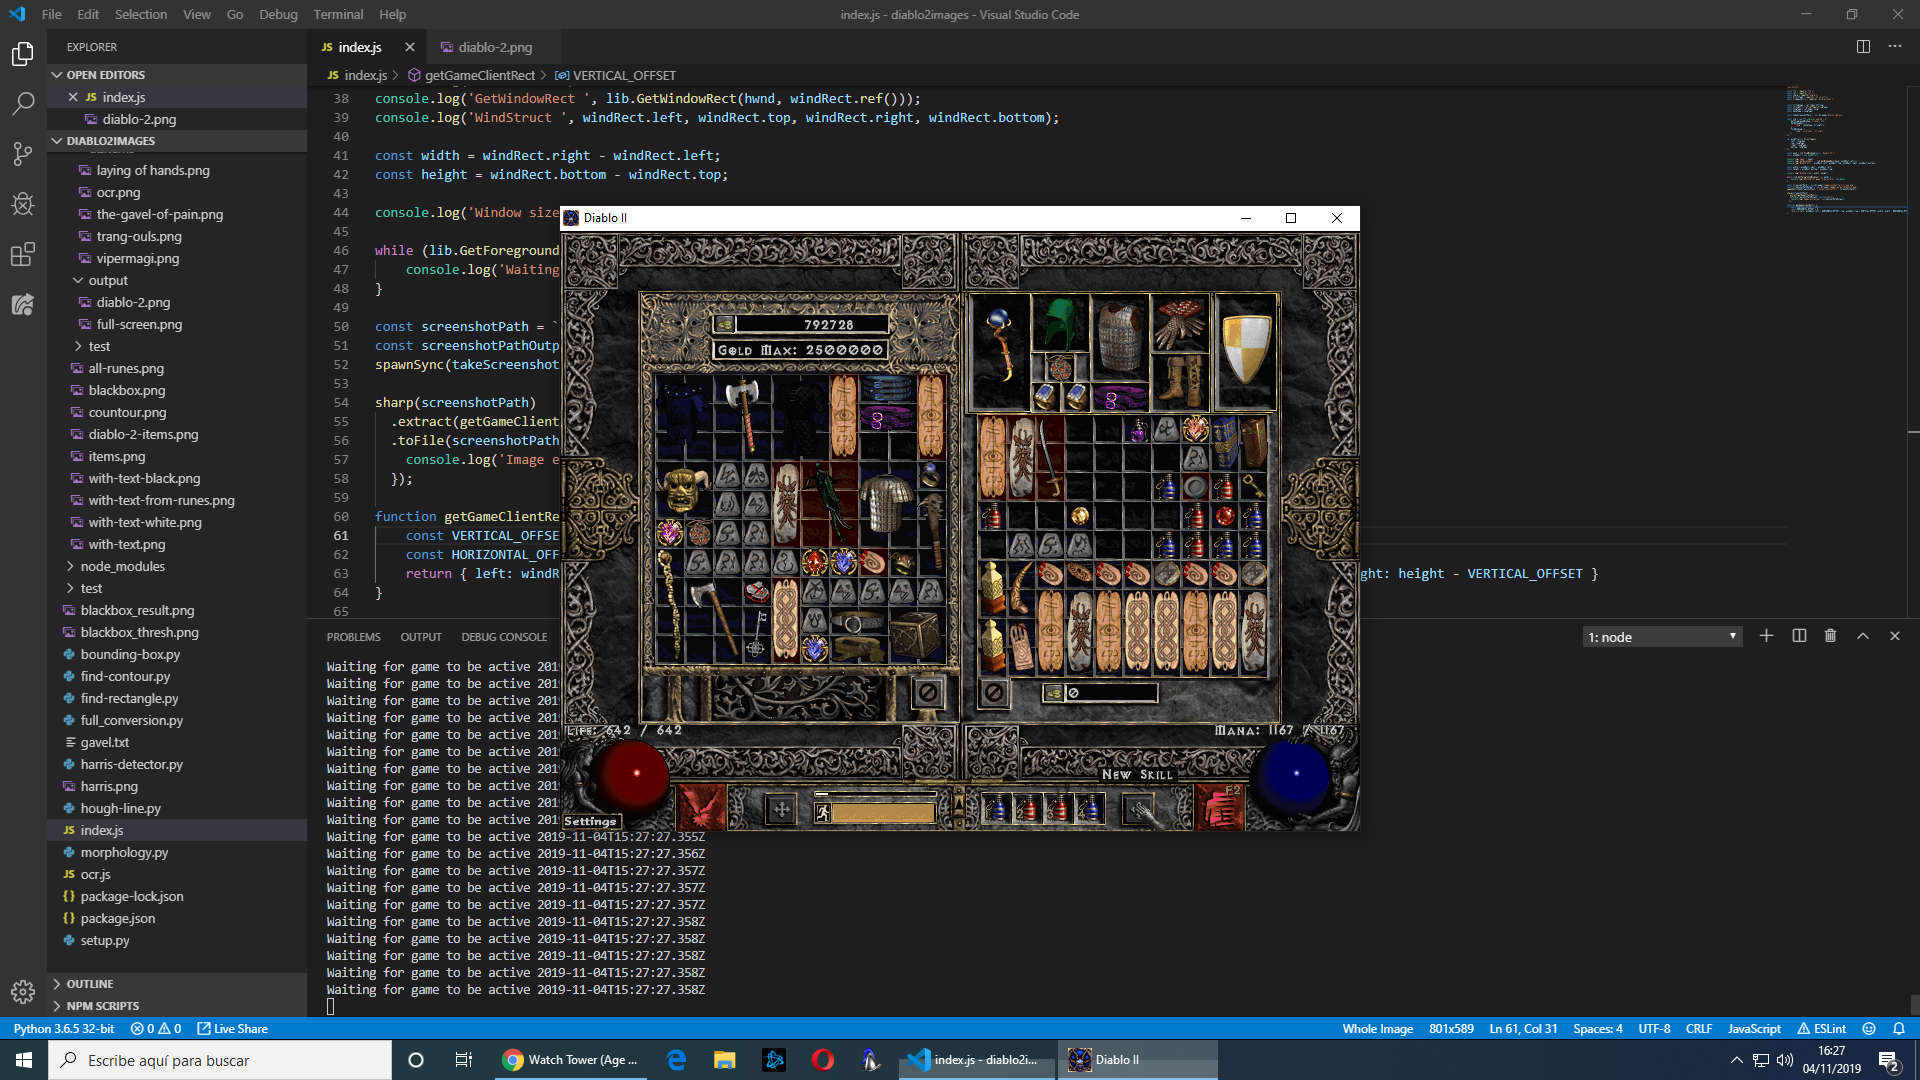 File Edit Selection View Go Debug Terminal Help
index.js - diablo2images - Visual Studio Code
EXPLORER
OPEN EDITORS
index.js
diablo-2.png
DIABLO2IMAGES
laying of hands.png
ocr.png
the-gavel-of-pain.png
trang-ouls.png
vipermagi.png
output
diablo-2.png
full-screen.png
test
all-runes.png
blackbox.png
countour.png
diablo-2-items.png
items.png
with-text-black.png
with-text-from-runes.png
with-text-white.png
with-text.png
node_modules
test
blackbox_result.png
blackbox_thresh.png
bounding-box.py
find-contour.py
find-rectangle.py
full_conversion.py
gavel.txt
harris-detector.py
harris.png
hough-line.py
JS index.js
morphology.py
JS ocr.js
{} package-lock.json
{} package.json
setup.py
OUTLINE
NPM SCRIPTS
JS index.js
diablo-2.png
JS index.js > getGameClientRect > VERTICAL_OFFSET
38 console.log('GetWindowRect ', lib.GetWindowRect(hwnd, windRect.ref()));
39 console.log('WindStruct ', windRect.left, windRect.top, windRect.right, windRect.bottom);
40
41 const width = windRect.right - windRect.left;
42 const height = windRect.bottom - windRect.top;
43
44 console.log('Window size
45
46 while (lib.GetForeground
47 console.log('Waiting
48 }
49
50 const screenshotPath = `
51 const screenshotPathOutp
52 spawnSync(takeScreenshot
53
54 sharp(screenshotPath)
55 .extract(getGameClient
56 .toFile(screenshotPath
57 console.log('Image e
58 });
59
60 function getGameClientRe
61 const VERTICAL_OFFSE
62 const HORIZONTAL_OFF
63 return { left: windR ght: height - VERTICAL_OFFSET }
64 }
65
Diablo II
792728
Gold Max: 2500000
0
Life: 642 / 642
Mana: 1167 / 1167
New Skill
F2
1 2 3 4
Settings
PROBLEMS OUTPUT DEBUG CONSOLE
1: node
Waiting for game to be active 201
Waiting for game to be active 201
Waiting for game to be active 201
Waiting for game to be active 201
Waiting for game to be active 201
Waiting for game to be active 201
Waiting for game to be active 201
Waiting for game to be active 201
Waiting for game to be active 201
Waiting for game to be active 201
Waiting for game to be active 2019-11-04T15:27:27.355Z
Waiting for game to be active 2019-11-04T15:27:27.356Z
Waiting for game to be active 2019-11-04T15:27:27.357Z
Waiting for game to be active 2019-11-04T15:27:27.357Z
Waiting for game to be active 2019-11-04T15:27:27.357Z
Waiting for game to be active 2019-11-04T15:27:27.358Z
Waiting for game to be active 2019-11-04T15:27:27.358Z
Waiting for game to be active 2019-11-04T15:27:27.358Z
Waiting for game to be active 2019-11-04T15:27:27.358Z
Waiting for game to be active 2019-11-04T15:27:27.358Z
Python 3.6.5 32-bit 0 0 Live Share
Whole Image 801x589 Ln 61, Col 31 Spaces: 4 UTF-8 CRLF JavaScript ESLint
Escribe aquí para buscar
Watch Tower (Age ...
index.js - diablo2i...
Diablo II
16:27
04/11/2019
2